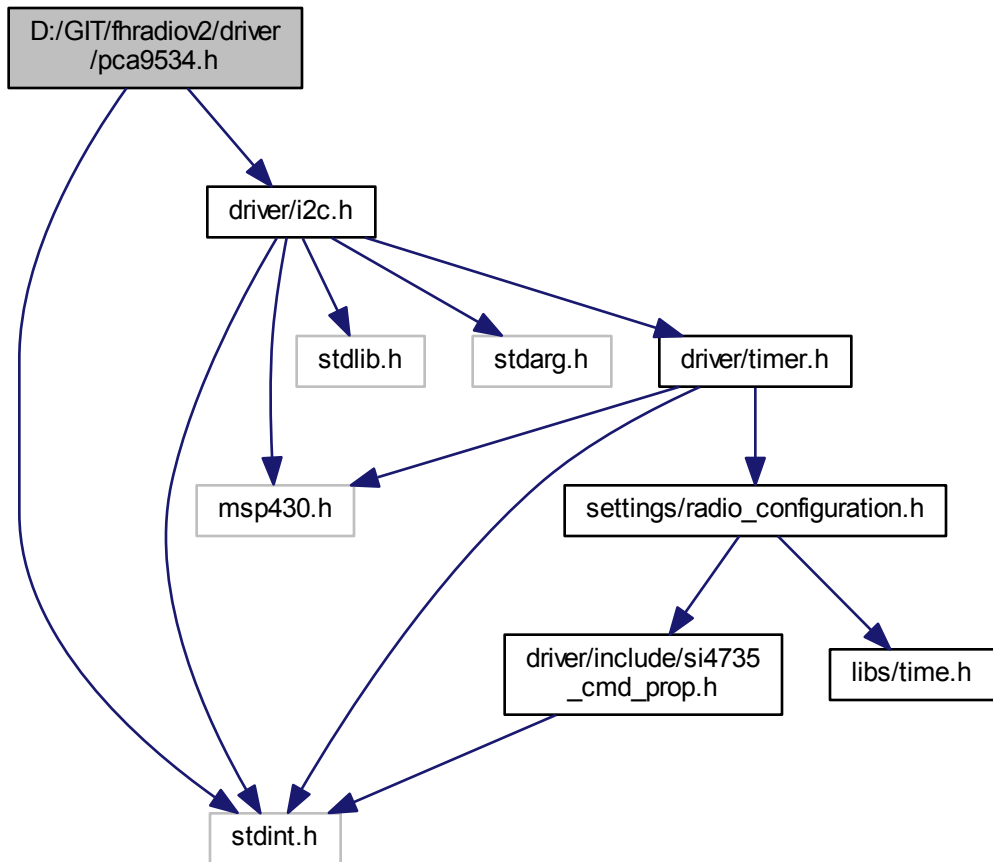 D:/GIT/fhradiov2/driver
/pca9534.h
driver/i2c.h
stdlib.h
stdarg.h
driver/timer.h
msp430.h
settings/radio_configuration.h
driver/include/si4735
_cmd_prop.h
libs/time.h
stdint.h